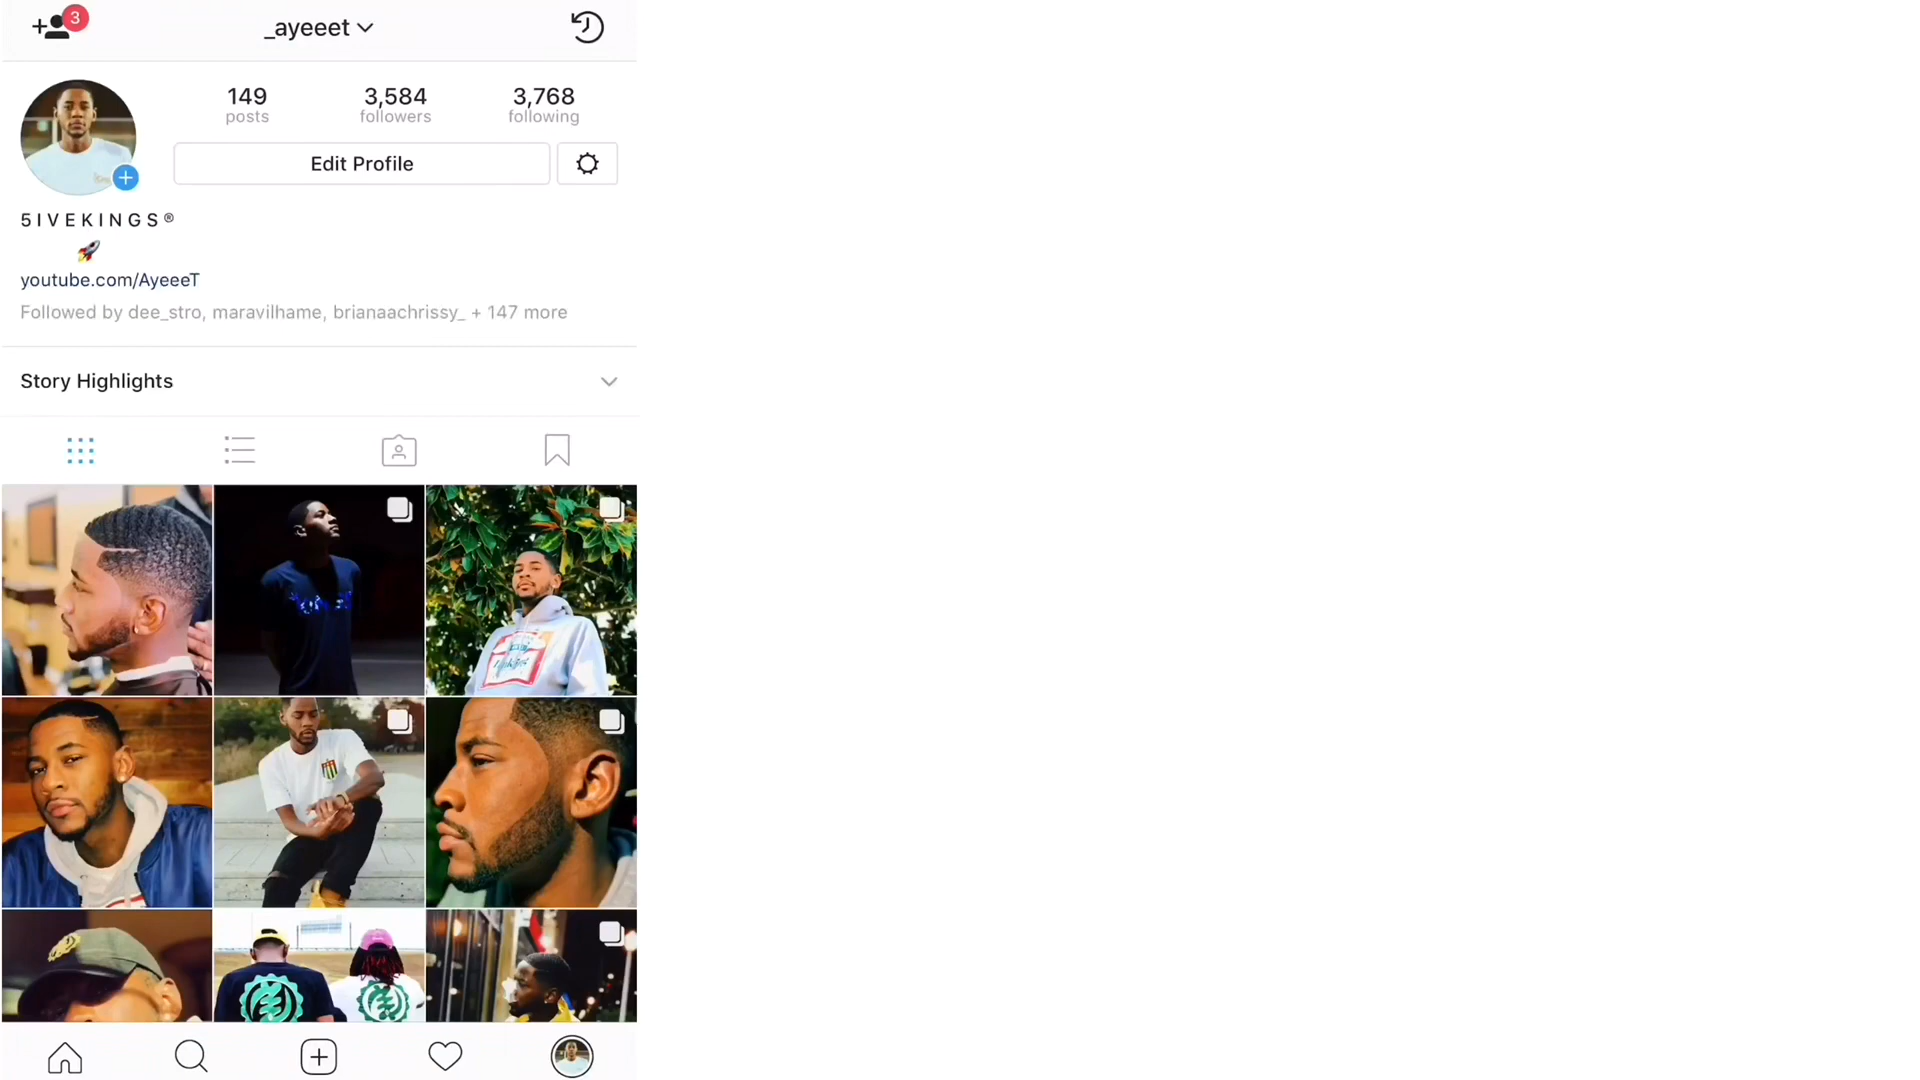 3
_ayeeet
149 3,584 3,768
posts followers following
Edit Profile
5IVEKINGS®
youtube.com/AyeeeT
Followed by dee_stro, maravilhame, brianaachrissy_ + 147 more
Story Highlights